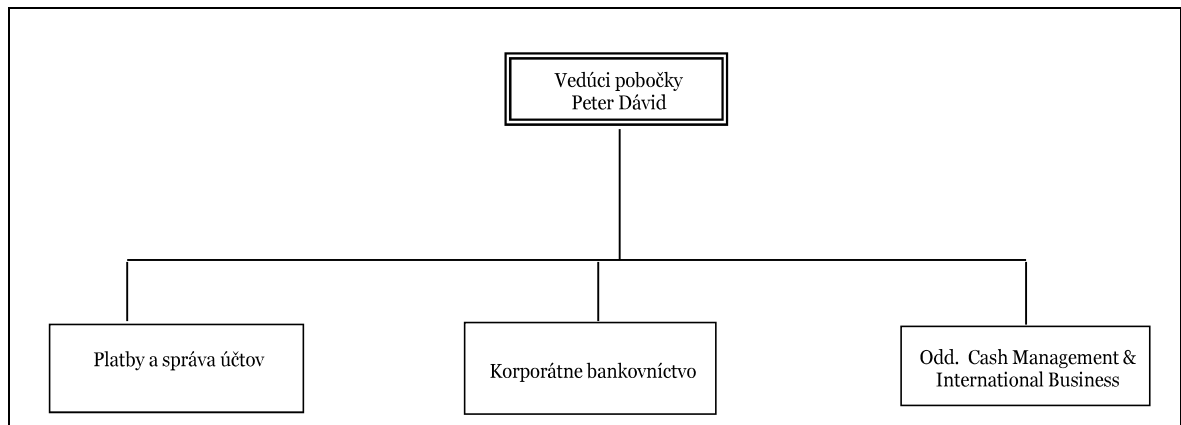 Vedúci pobočky
Peter Dávid
Platby a správa účtov
Korporátne bankovníctvo
Odd. Cash Management &
International Business